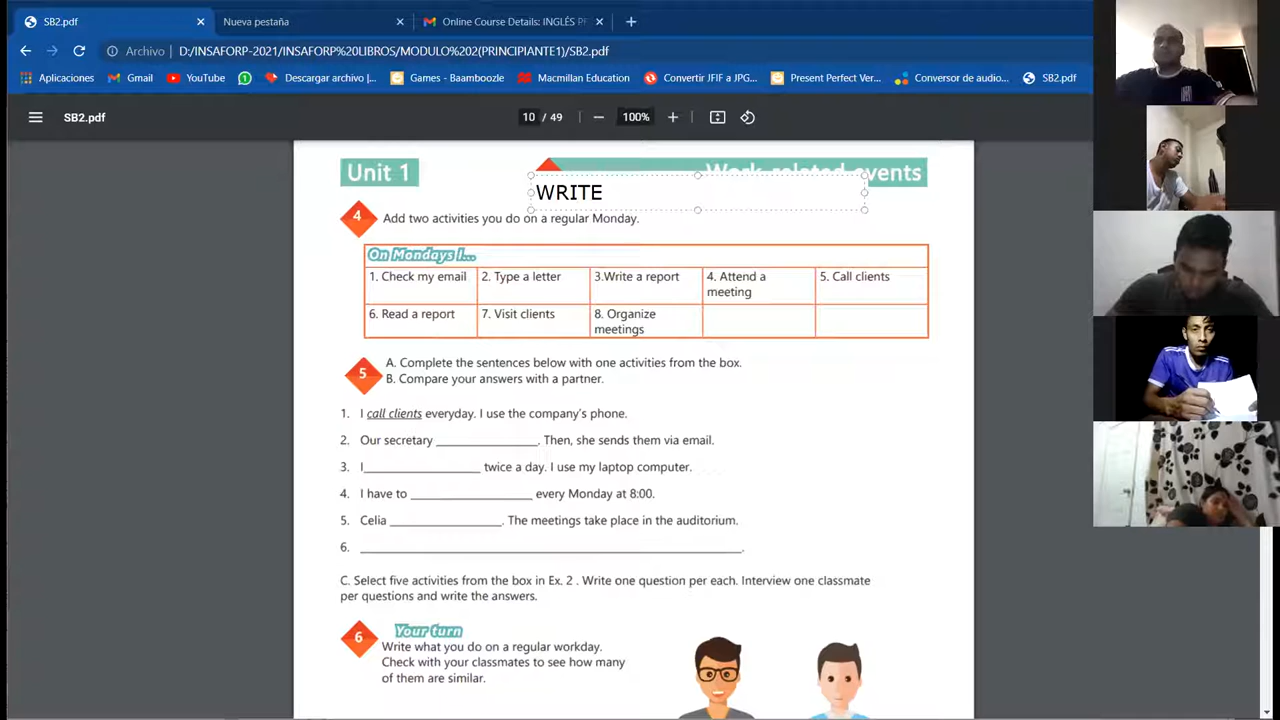 SB2.pdf
Nueva pestaña
Online Course Details: INGLÉS PF
Archivo D:/INSAFORP-2021/INSAFORP%20LIBROS/MODULO%202(PRINCIPIANTE1)/SB2.pdf
Aplicaciones Gmail YouTube Descargar archivo |... Games - Baamboozle Macmillan Education Convertir JFIF a JPG... Present Perfect Ver... Conversor de audio... SB2.pdf
SB2.pdf 10 / 49 100%
Unit 1 Work-related events
WRITE
4 Add two activities you do on a regular Monday.
On Mondays I...
1. Check my email 2. Type a letter 3.Write a report 4. Attend a meeting 5. Call clients
6. Read a report 7. Visit clients 8. Organize meetings
5 A. Complete the sentences below with one activities from the box.
B. Compare your answers with a partner.
1. I call clients everyday. I use the company's phone.
2. Our secretary _______________. Then, she sends them via email.
3. I_________________ twice a day. I use my laptop computer.
4. I have to __________________ every Monday at 8:00.
5. Celia ________________. The meetings take place in the auditorium.
6. _______________________________________________________.
C. Select five activities from the box in Ex. 2 . Write one question per each. Interview one classmate
per questions and write the answers.
6 Your turn
Write what you do on a regular workday.
Check with your classmates to see how many
of them are similar.